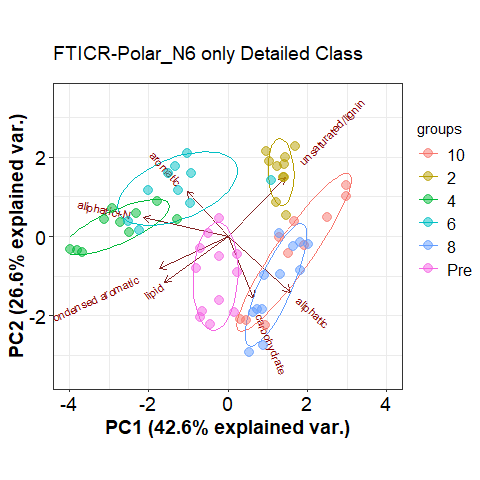 FTICR-Polar_N6 only Detailed Class
groups
10
2
4
6
8
Pre
unsaturated/lignin
aromatic
aliphatic+N
ondensed aromatic
lipid
aliphatic
carbohydrate
2
0
-2
-4 -2 0 2 4
PC1 (42.6% explained var.)
PC2 (26.6% explained var.)